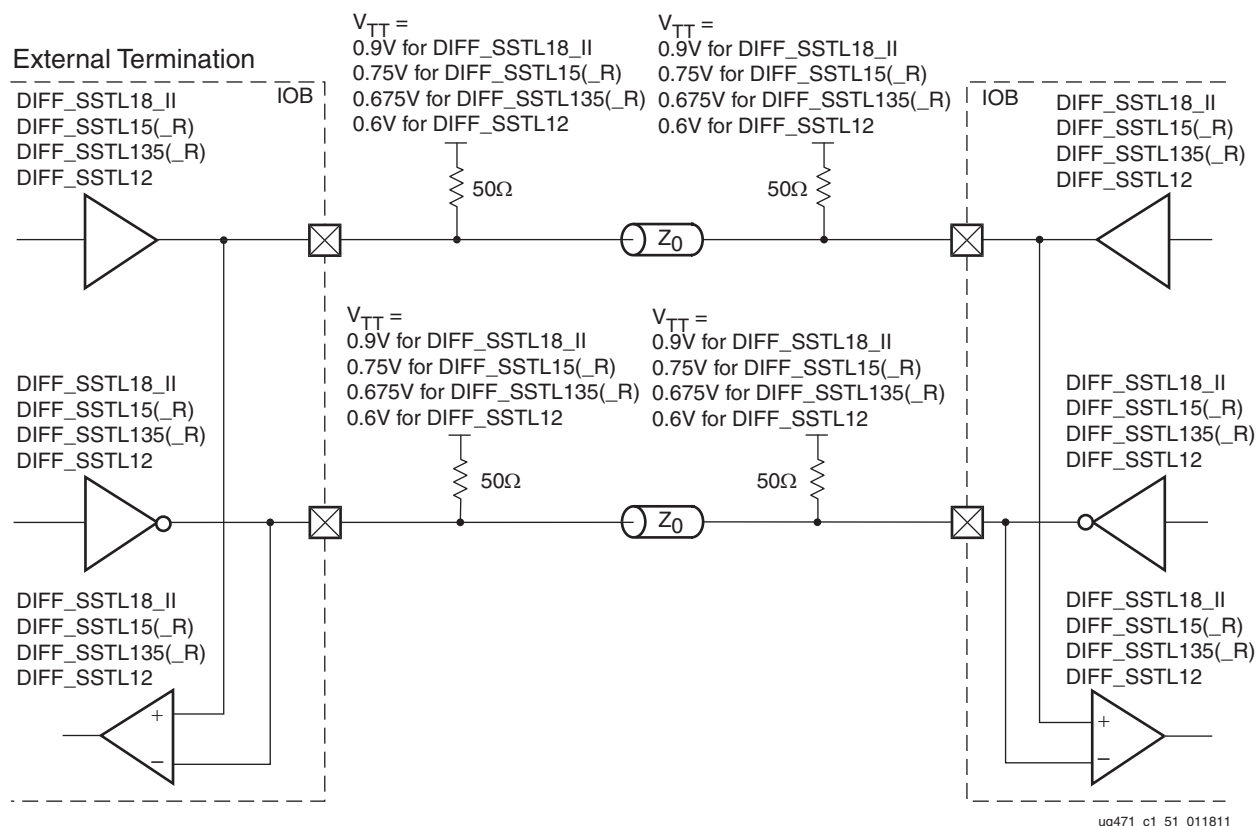 External Termination
V_TT =
0.9V for DIFF_SSTL18_II
0.75V for DIFF_SSTL15(_R)
0.675V for DIFF_SSTL135(_R)
0.6V for DIFF_SSTL12
V_TT =
0.9V for DIFF_SSTL18_II
0.75V for DIFF_SSTL15(_R)
0.675V for DIFF_SSTL135(_R)
0.6V for DIFF_SSTL12
IOB
DIFF_SSTL18_II
DIFF_SSTL15(_R)
DIFF_SSTL135(_R)
DIFF_SSTL12
IOB
DIFF_SSTL18_II
DIFF_SSTL15(_R)
DIFF_SSTL135(_R)
DIFF_SSTL12
50Ω
50Ω
Z0
V_TT =
0.9V for DIFF_SSTL18_II
0.75V for DIFF_SSTL15(_R)
0.675V for DIFF_SSTL135(_R)
0.6V for DIFF_SSTL12
V_TT =
0.9V for DIFF_SSTL18_II
0.75V for DIFF_SSTL15(_R)
0.675V for DIFF_SSTL135(_R)
0.6V for DIFF_SSTL12
DIFF_SSTL18_II
DIFF_SSTL15(_R)
DIFF_SSTL135(_R)
DIFF_SSTL12
DIFF_SSTL18_II
DIFF_SSTL15(_R)
DIFF_SSTL135(_R)
DIFF_SSTL12
50Ω
50Ω
Z0
DIFF_SSTL18_II
DIFF_SSTL15(_R)
DIFF_SSTL135(_R)
DIFF_SSTL12
+
–
DIFF_SSTL18_II
DIFF_SSTL15(_R)
DIFF_SSTL135(_R)
DIFF_SSTL12
+
–
ug471_c1_51_011811